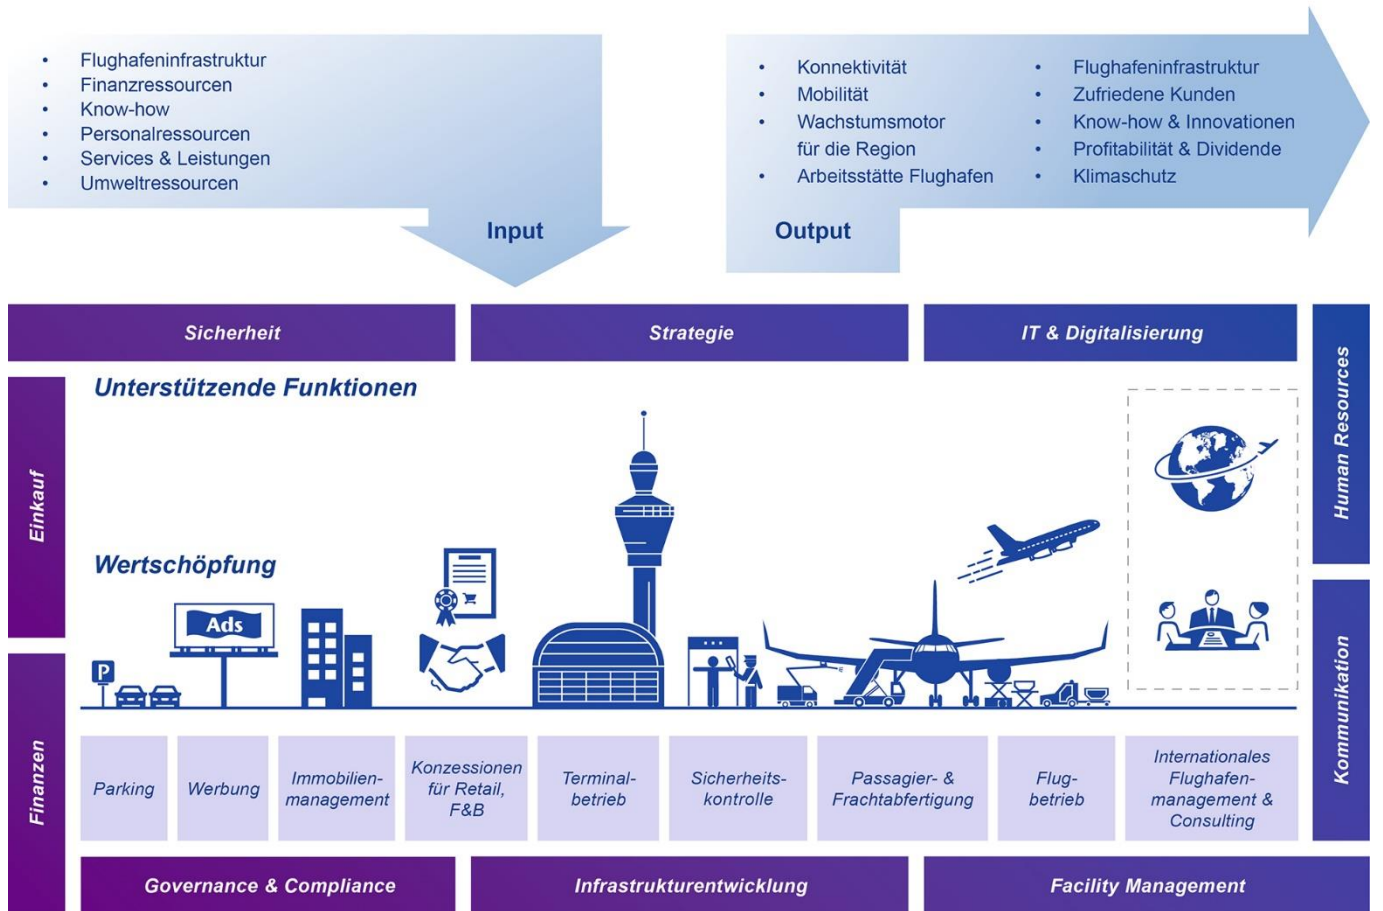 • Flughafeninfrastruktur
• Finanzressourcen
• Know-how
• Personalressourcen
• Services & Leistungen
• Umweltressourcen
Input
• Konnektivität
• Mobilität
• Wachstumsmotor
für die Region
• Arbeitsstätte Flughafen
• Flughafeninfrastruktur
• Zufriedene Kunden
• Know-how & Innovationen
• Profitabilität & Dividende
• Klimaschutz
Output
Sicherheit
Strategie
IT & Digitalisierung
Human Resources
Kommunikation
Einkauf
Finanzen
Unterstützende Funktionen
Wertschöpfung
P
Ads
Parking
Werbung
Immobilien-
management
Konzessionen
für Retail,
F&B
Terminal-
betrieb
Sicherheits-
kontrolle
Passagier- &
Frachtabfertigung
Flug-
betrieb
Internationales
Flughafen-
management &
Consulting
Governance & Compliance
Infrastrukturentwicklung
Facility Management